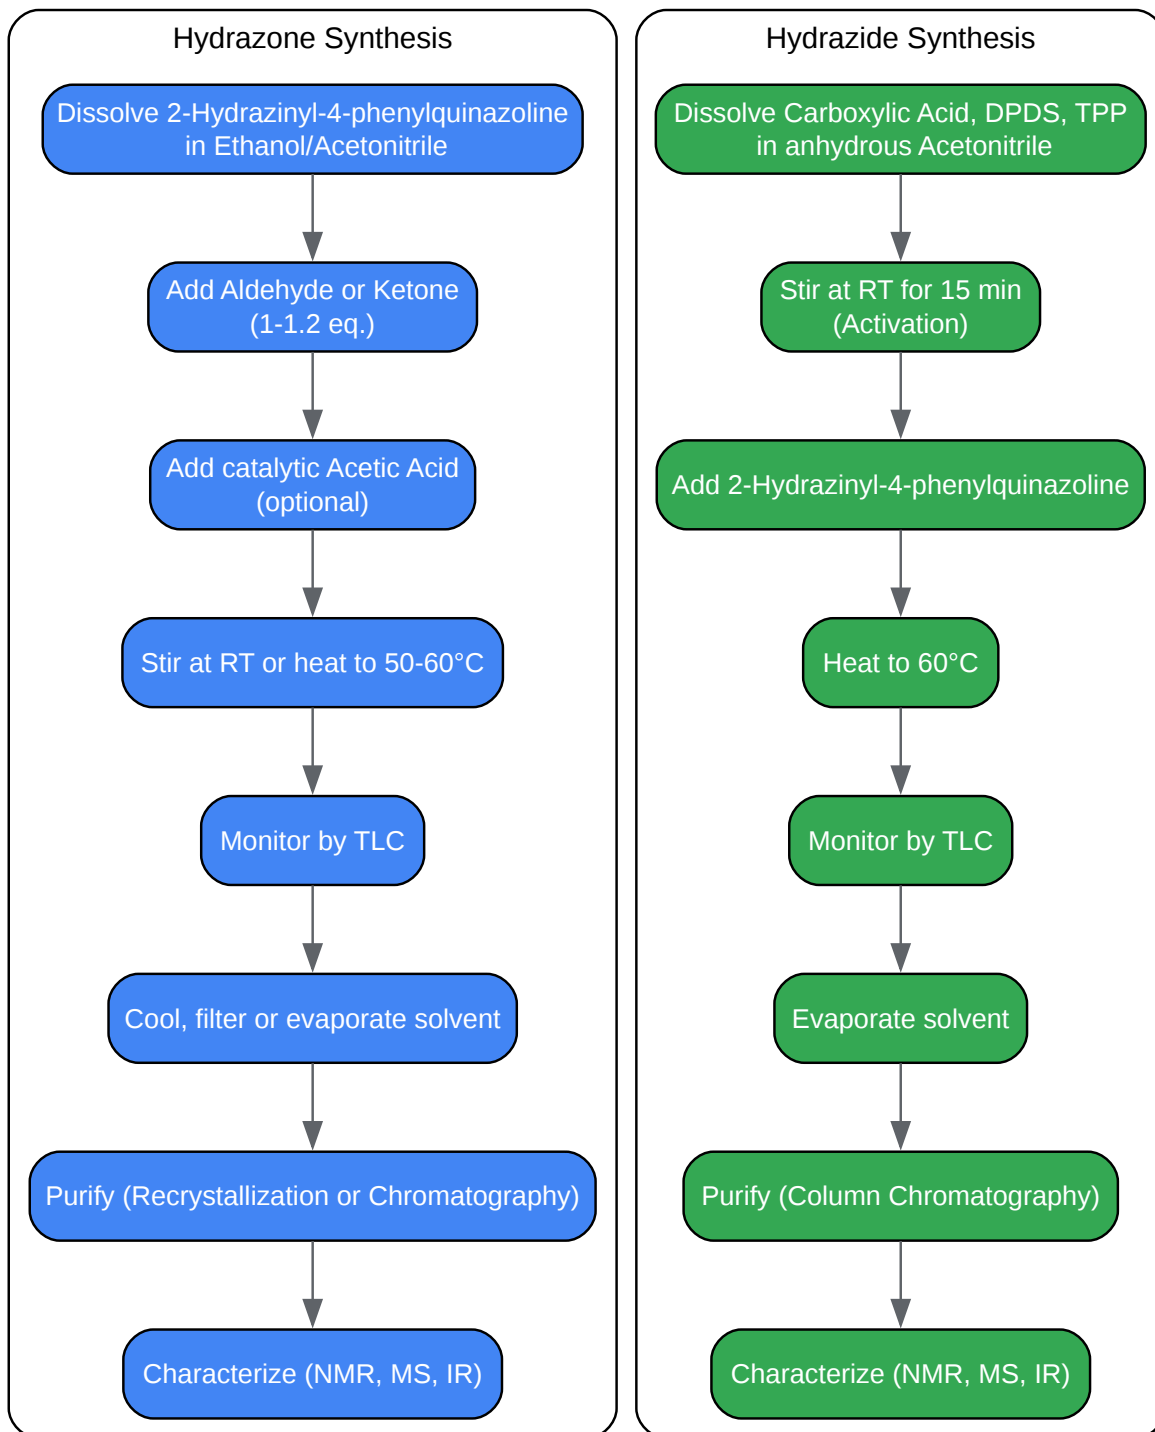 Hydrazone Synthesis
Dissolve 2-Hydrazinyl-4-phenylquinazoline
in Ethanol/Acetonitrile
Add Aldehyde or Ketone
(1-1.2 eq.)
Add catalytic Acetic Acid
(optional)
Stir at RT or heat to 50-60°C
Monitor by TLC
Cool, filter or evaporate solvent
Purify (Recrystallization or Chromatography)
Characterize (NMR, MS, IR)
Hydrazide Synthesis
Dissolve Carboxylic Acid, DPDS, TPP
in anhydrous Acetonitrile
Stir at RT for 15 min
(Activation)
Add 2-Hydrazinyl-4-phenylquinazoline
Heat to 60°C
Monitor by TLC
Evaporate solvent
Purify (Column Chromatography)
Characterize (NMR, MS, IR)